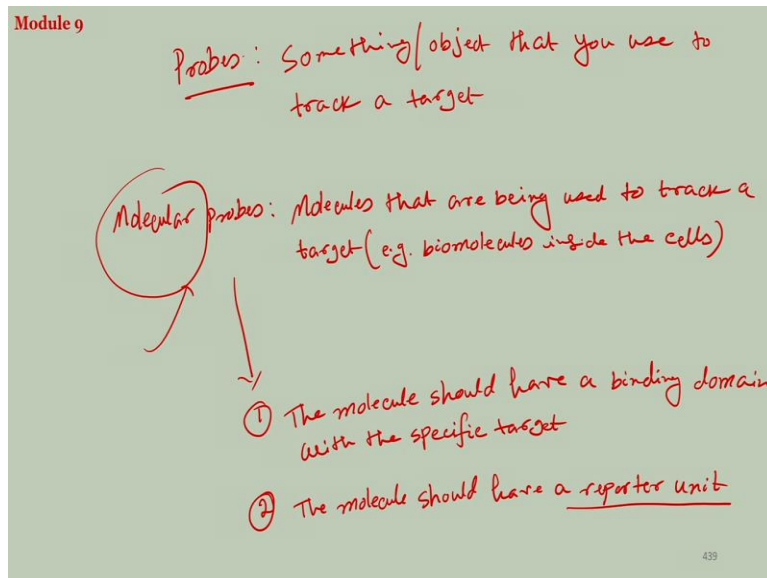 Module 9
Probes: Something/object that you use to
track a target
Molecular probes: Molecules that are being used to track a
target (e.g. biomolecules inside the cells)
① The molecule should have a binding domain
with the specific target
② The molecule should have a reporter unit
439